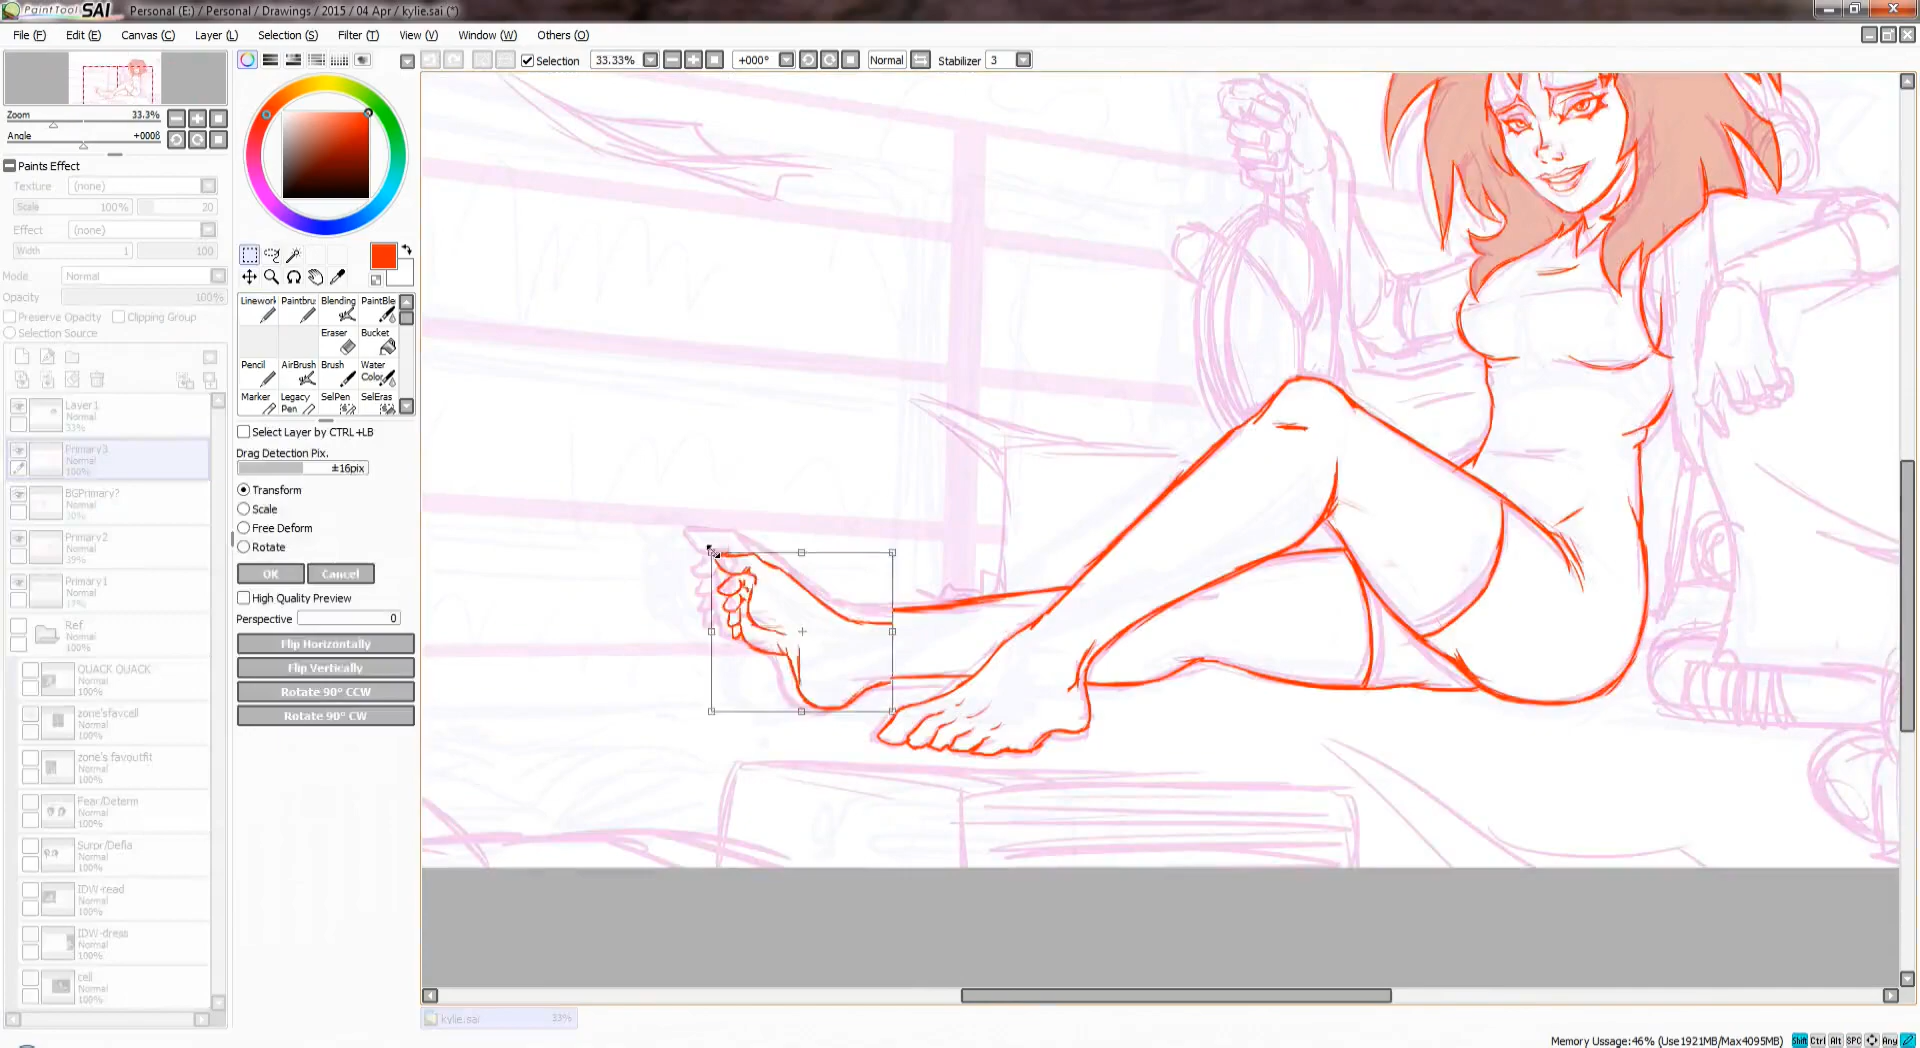 PaintTool SAI Personal (E:) / Personal / Drawings / 2015 / 04 Apr / kylie.sai (*)
File (F) Edit (E) Canvas (C) Layer (L) Selection (S) Filter (T) View (V) Window (W) Others (O)
Selection 33.33% +000° Normal Stabilizer 3
Zoom 33.3%
Angle +000ß
Paints Effect
Texture (none)
Scale 100% 20
Effect (none)
Width 1 100
Mode Normal
Opacity 100%
Preserve Opacity Clipping Group
Selection Source
Layer1
Normal
33%
Primary3
Normal
100%
BGPrimary?
Normal
30%
Primary2
Normal
39%
Primary1
Normal
Ref
Normal
100%
QUACK QUACK
Normal
100%
zone'sfavcell
Normal
100%
zone's favoutfit
Normal
100%
Fear/Determ
Normal
100%
Surpr/Defia
Normal
100%
IDW-read
Normal
100%
IDW-dress
Normal
100%
cell
Normal
100%
Linework Paintbru Blending PaintBle
Eraser Bucket
Pencil AirBrush Brush Water Color
Marker Legacy Pen SelPen SelEras
Select Layer by CTRL+LB
Drag Detection Pix.
±16pix
Transform
Scale
Free Deform
Rotate
OK Cancel
High Quality Preview
Perspective 0
Flip Horizontally
Flip Vertically
Rotate 90° CCW
Rotate 90° CW
kylie.sai 33%
Memory Ussage:46% (Use1921MB/Max4095MB) Shift Ctrl Alt SPC Any